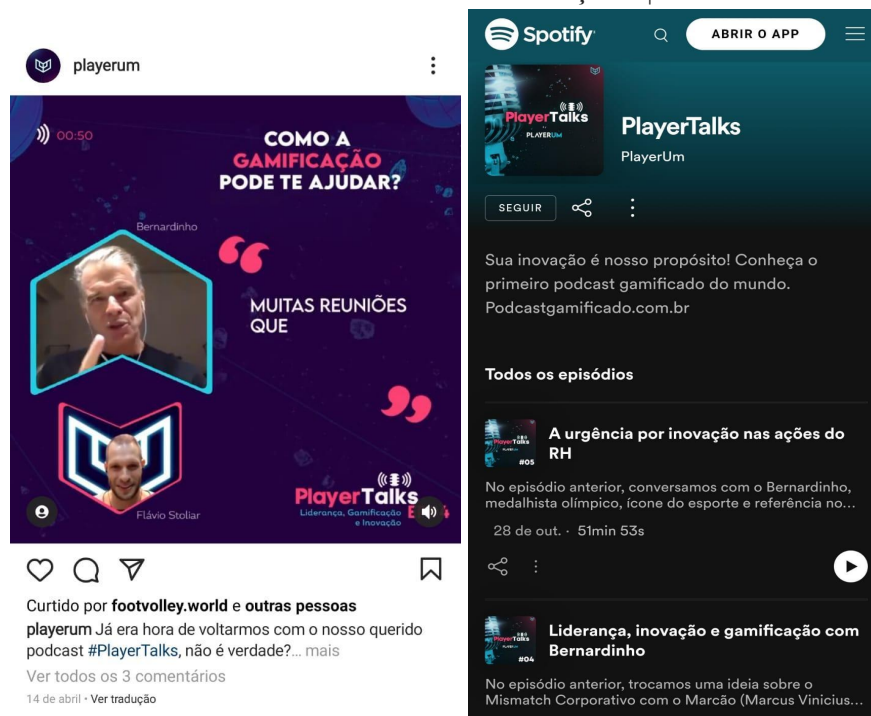 playerum
00:50
COMO A
GAMIFICAÇÃO
PODE TE AJUDAR?
Bernardinho
MUITAS REUNIÕES
QUE
Flávio Stoliar
PlayerTalks
Liderança, Gamificação
e Inovação
Curtido por footvolley.world e outras pessoas
playerum Já era hora de voltarmos com o nosso querido
podcast #PlayerTalks, não é verdade?... mais
Ver todos os 3 comentários
14 de abril • Ver tradução
Spotify
ABRIR O APP
PlayerTalks
PLAYERUM
PlayerTalks
PlayerUm
SEGUIR
Sua inovação é nosso propósito! Conheça o
primeiro podcast gamificado do mundo.
Podcastgamificado.com.br
Todos os episódios
PlayerTalks
#05
A urgência por inovação nas ações do
RH
No episódio anterior, conversamos com o Bernardinho,
medalhista olímpico, ícone do esporte e referência no...
28 de out. · 51min 53s
PlayerTalks
#04
Liderança, inovação e gamificação com
Bernardinho
No episódio anterior, trocamos uma ideia sobre o
Mismatch Corporativo com o Marcão (Marcus Vinicius...